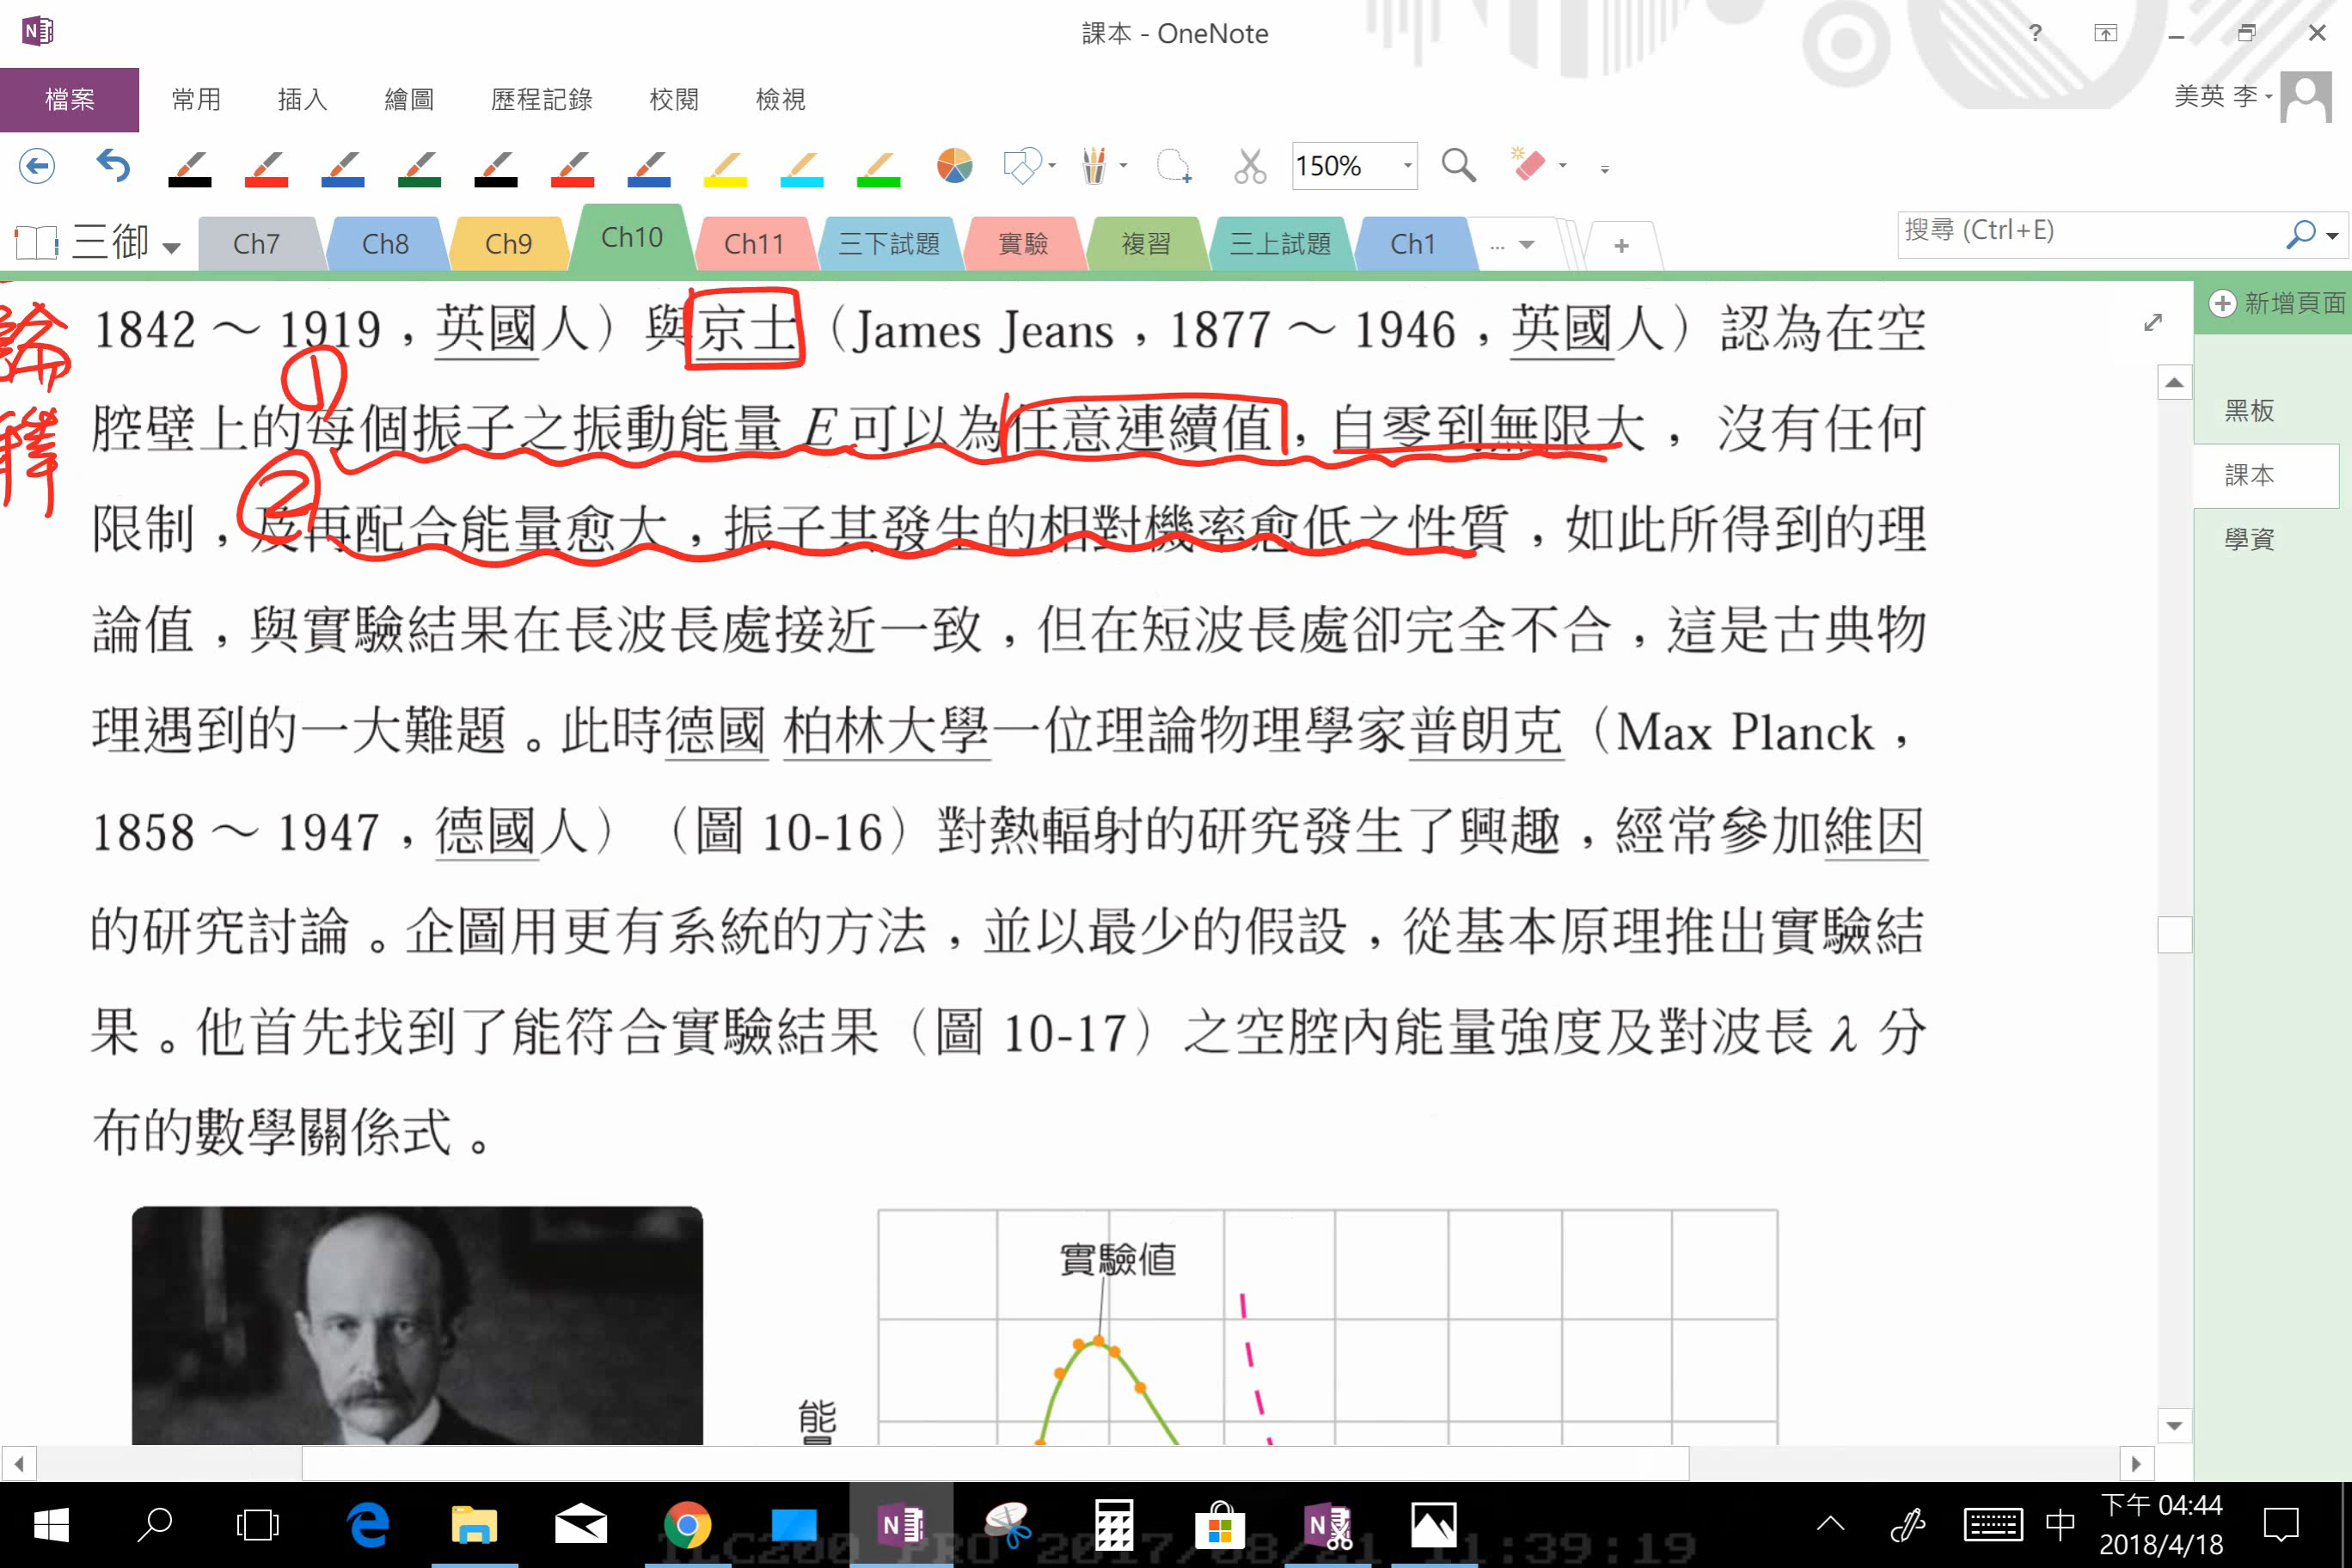 課本 - OneNote
?
檔案 常用 插入 繪圖 歷程記錄 校閱 檢視
美英 李
150%
三御 Ch7 Ch8 Ch9 Ch10 Ch11 三下試題 實驗 複習 三上試題 Ch1 ... +
搜尋 (Ctrl+E)
新增頁面
黑板
課本
學資
論
釋
1842～1919，英國人）與京士（James Jeans，1877～1946，英國人）認為在空
①
腔壁上的每個振子之振動能量 E 可以為任意連續值，自零到無限大，沒有任何
②
限制，及再配合能量愈大，振子其發生的相對機率愈低之性質，如此所得到的理
論值，與實驗結果在長波長處接近一致，但在短波長處卻完全不合，這是古典物
理遇到的一大難題。此時德國 柏林大學一位理論物理學家普朗克（Max Planck，
1858～1947，德國人）（圖 10-16）對熱輻射的研究發生了興趣，經常參加維因
的研究討論。企圖用更有系統的方法，並以最少的假設，從基本原理推出實驗結
果。他首先找到了能符合實驗結果（圖 10-17）之空腔內能量強度及對波長 λ 分
布的數學關係式。
實驗值
能
中
下午 04:44
2018/4/18
TLC200 PRO 2017/08/21 11:39:19